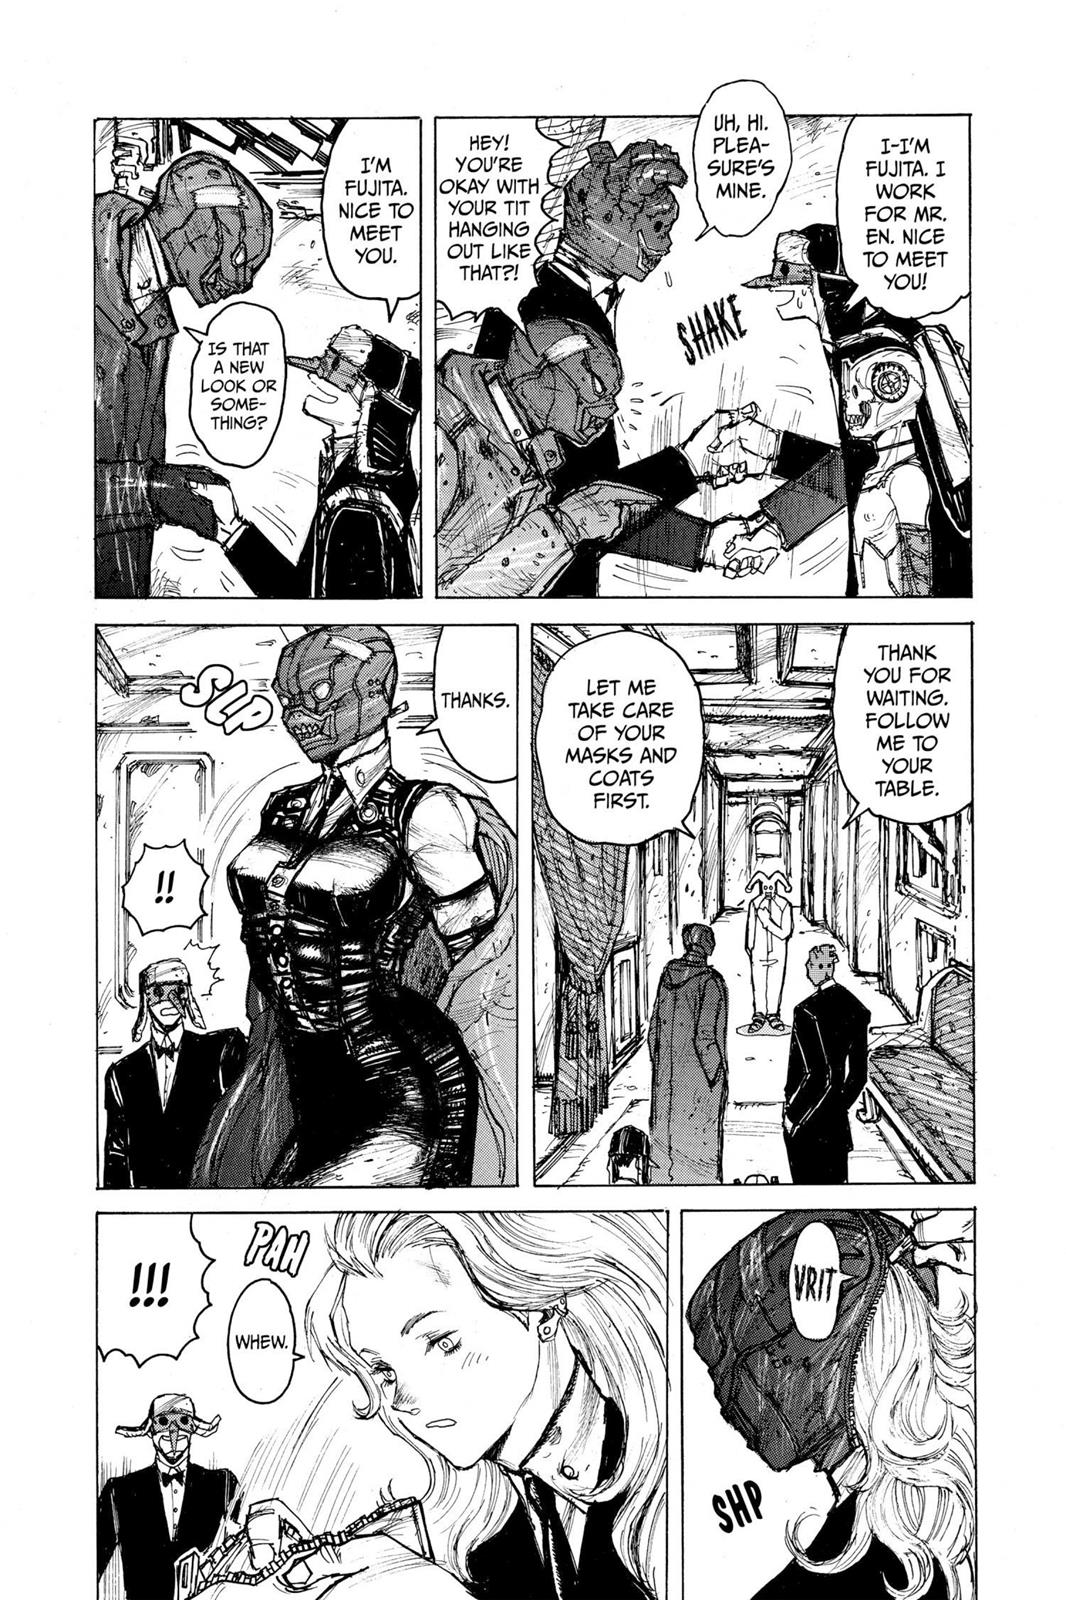 I-I'M
FUJITA. I
WORK
FOR MR.
EN. NICE
TO MEET
YOU!
UH, HI.
PLEA-
SURE'S
MINE.
SHAKE
HEY!
YOU'RE
OKAY WITH
YOUR TIT
HANGING
OUT LIKE
THAT?!
I'M
FUJITA.
NICE TO
MEET
YOU.
IS THAT
A NEW
LOOK OR
SOME-
THING?
THANK
YOU FOR
WAITING.
FOLLOW
ME TO
YOUR
TABLE.
LET ME
TAKE CARE
OF YOUR
MASKS AND
COATS
FIRST.
THANKS.
SLP
!!
VRIT
SHP
PAH
WHEW.
!!!